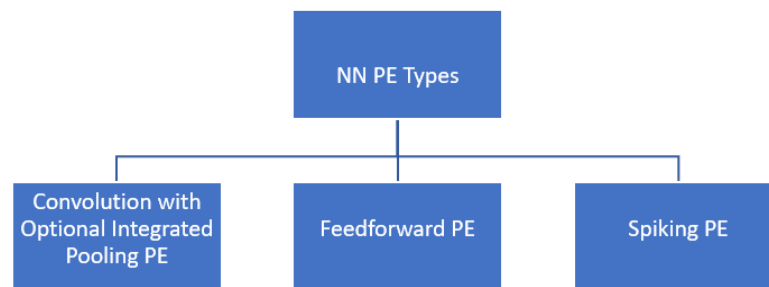 NN PE Types
Convolution with
Optional Integrated
Pooling PE
Feedforward PE
Spiking PE